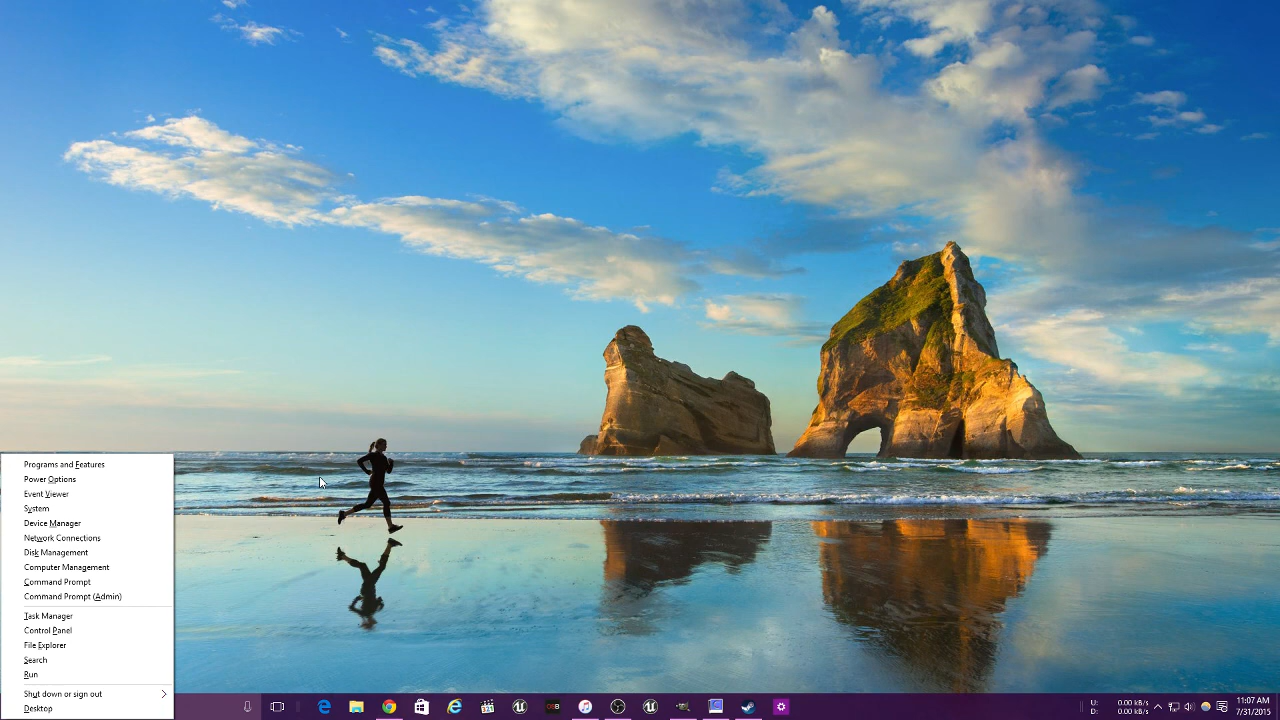 Programs and Features
Power Options
Event Viewer
System
Device Manager
Network Connections
Disk Management
Computer Management
Command Prompt
Command Prompt (Admin)
Task Manager
Control Panel
File Explorer
Search
Run
Shut down or sign out
Desktop
U: 0.00 kB/s
D: 0.00 kB/s
11:07 AM
7/31/2015